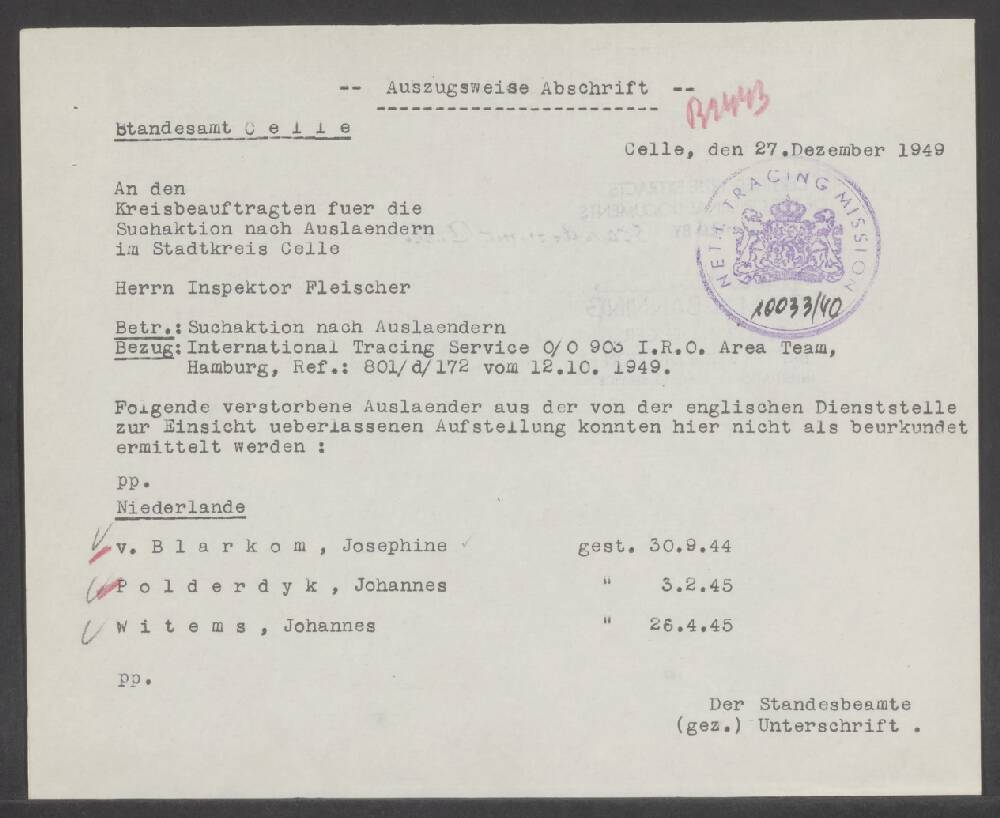 -- Auszugsweise Abschrift --
B2443
Standesamt C e l l e
Celle, den 27.Dezember 1949
NETH. TRACING MISSION
10033/40
An den
Kreisbeauftragten fuer die
Suchaktion nach Auslaendern
im Stadtkreis Celle
Herrn Inspektor Fleischer
Betr.: Suchaktion nach Auslaendern
Bezug: International Tracing Service O/O 900 I.R.O. Area Team,
Hamburg, Ref.: 801/d/172 vom 12.10. 1949.
Folgende verstorbene Auslaender aus der von der englischen Dienststelle
zur Einsicht ueberlassenen Aufstellung konnten hier nicht als beurkundet
ermittelt werden :
pp.
Niederlande
v. B l a r k o m , Josephine gest. 30.9.44
P o l d e r d y k , Johannes " 3.2.45
W i t e m s , Johannes " 26.4.45
pp.
Der Standesbeamte
(gez.) Unterschrift .